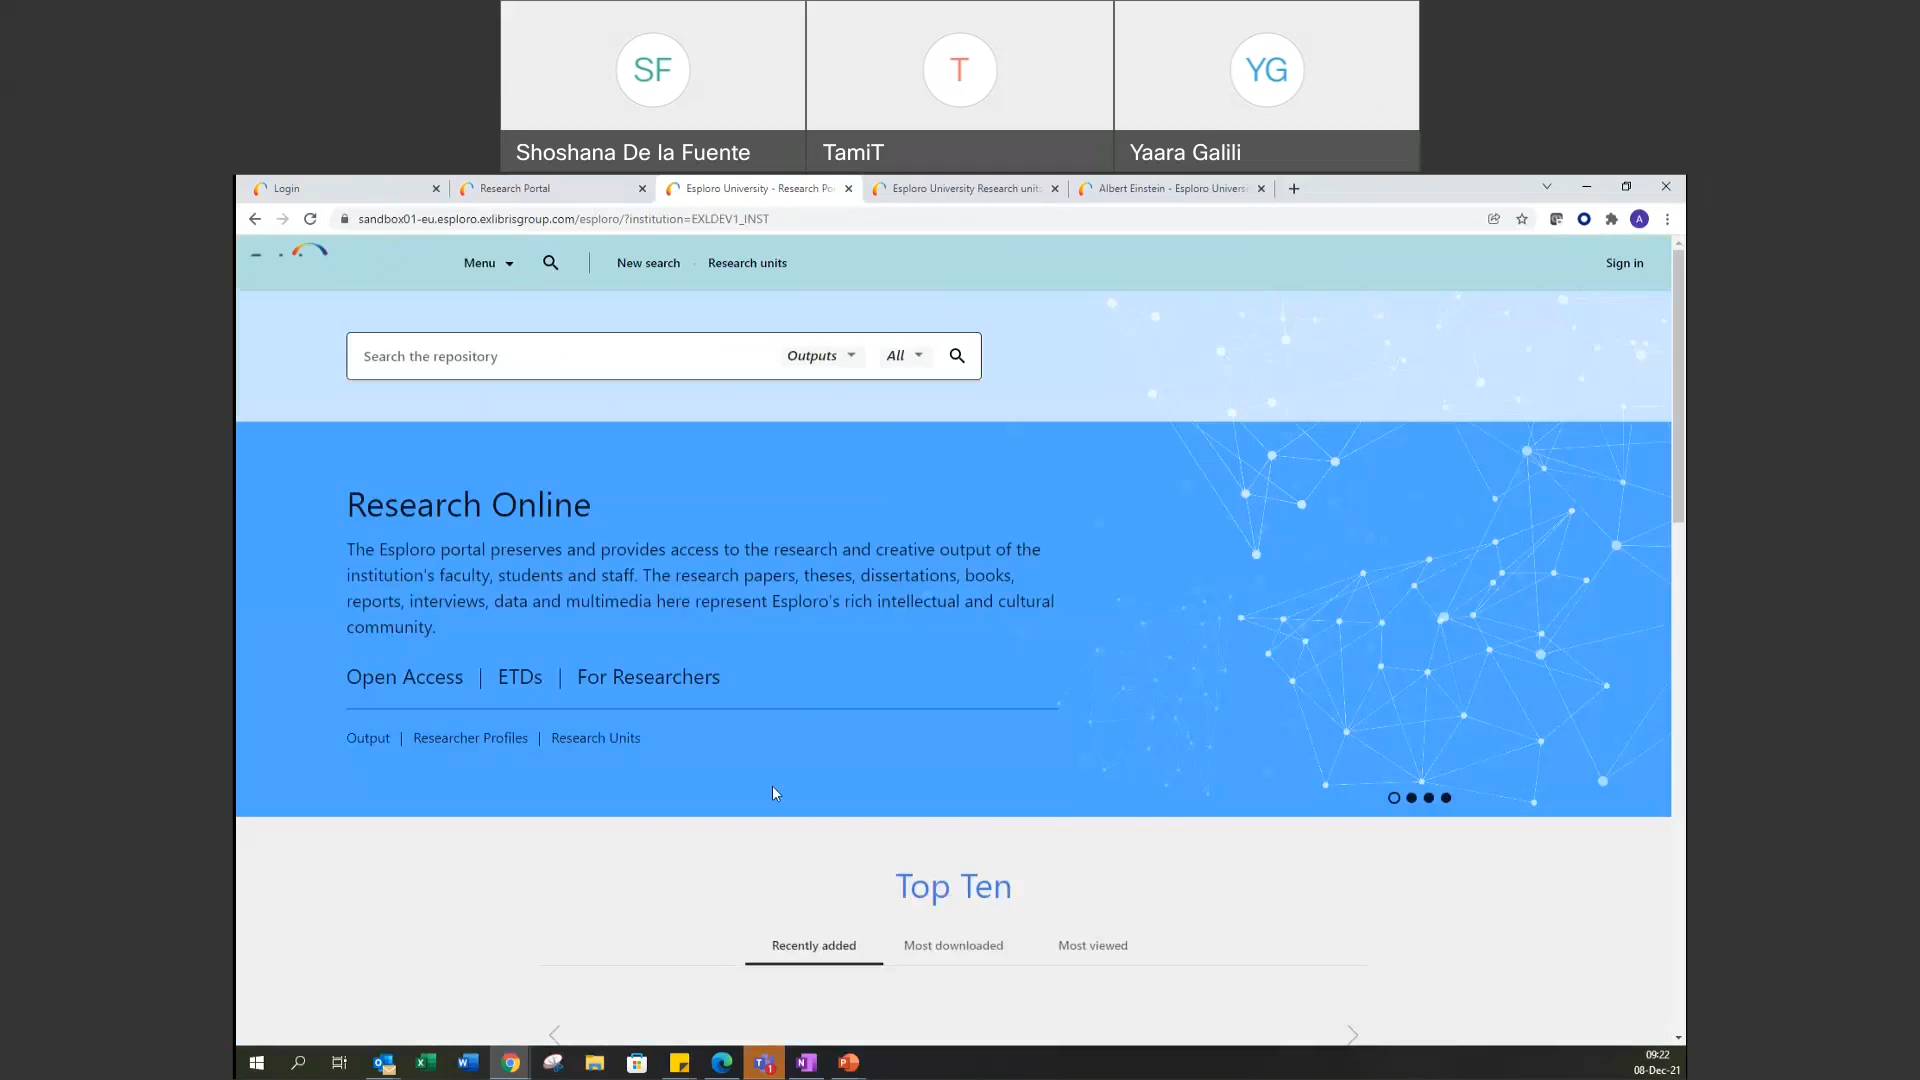 SF
T
YG
Shoshana De la Fuente
TamiT
Yaara Galili
Login
Research Portal
Esploro University - Research Po
Esploro University Research unit
Albert Einstein - Esploro Univers
sandbox01-eu.esploro.exlibrisgroup.com/esploro/?institution=EXLDEV1_INST
A
Menu
New search
Research units
Sign in
Search the repository
Outputs
All
Research Online
The Esploro portal preserves and provides access to the research and creative output of the
institution's faculty, students and staff. The research papers, theses, dissertations, books,
reports, interviews, data and multimedia here represent Esploro's rich intellectual and cultural
community.
Open Access | ETDs | For Researchers
Output | Researcher Profiles | Research Units
Top Ten
Recently added
Most downloaded
Most viewed
09:22
08-Dec-21